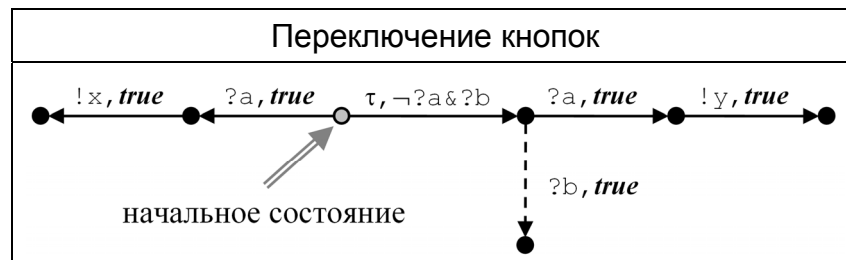 Переключение кнопок
!x,true ?a,true τ,¬?a&?b ?a,true !y,true
?b,true
начальное состояние